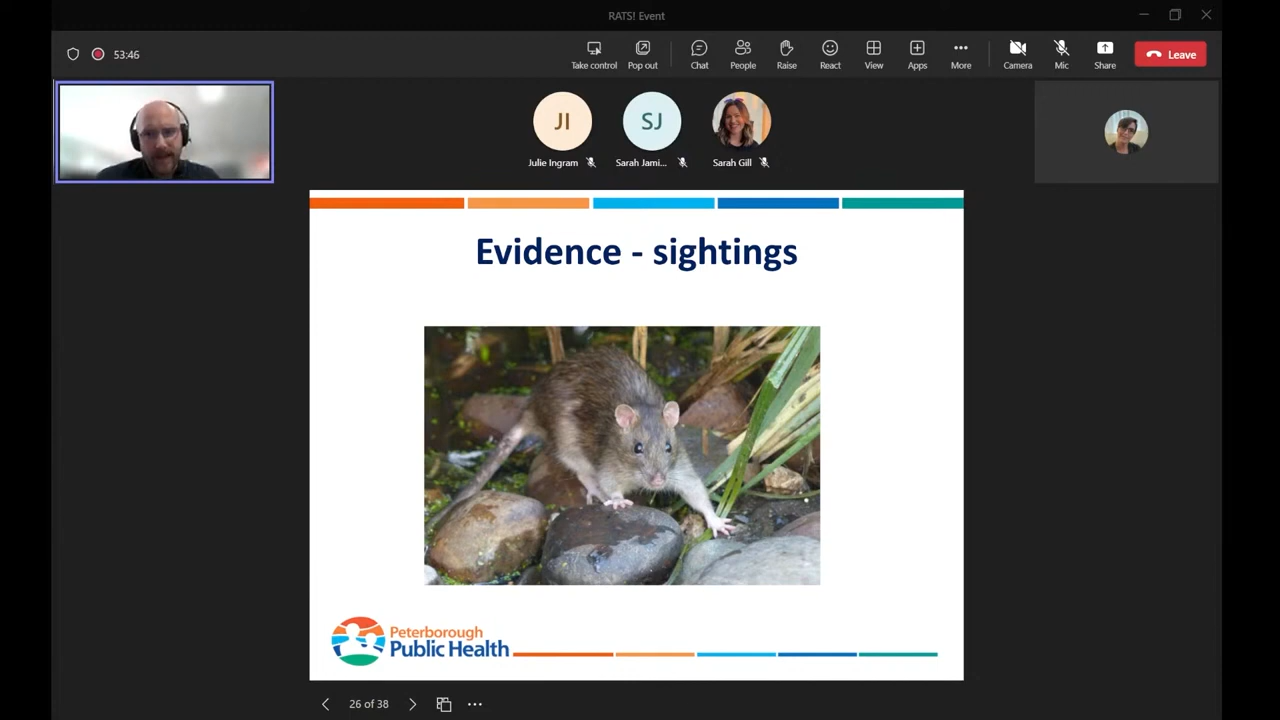 RATS! Event
53:46
Take control
Pop out
Chat
People
Raise
React
View
Apps
More
Camera
Mic
Share
Leave
JI
SJ
Julie Ingram
Sarah Jami...
Sarah Gill
Evidence - sightings
Peterborough
Public Health
26 of 38